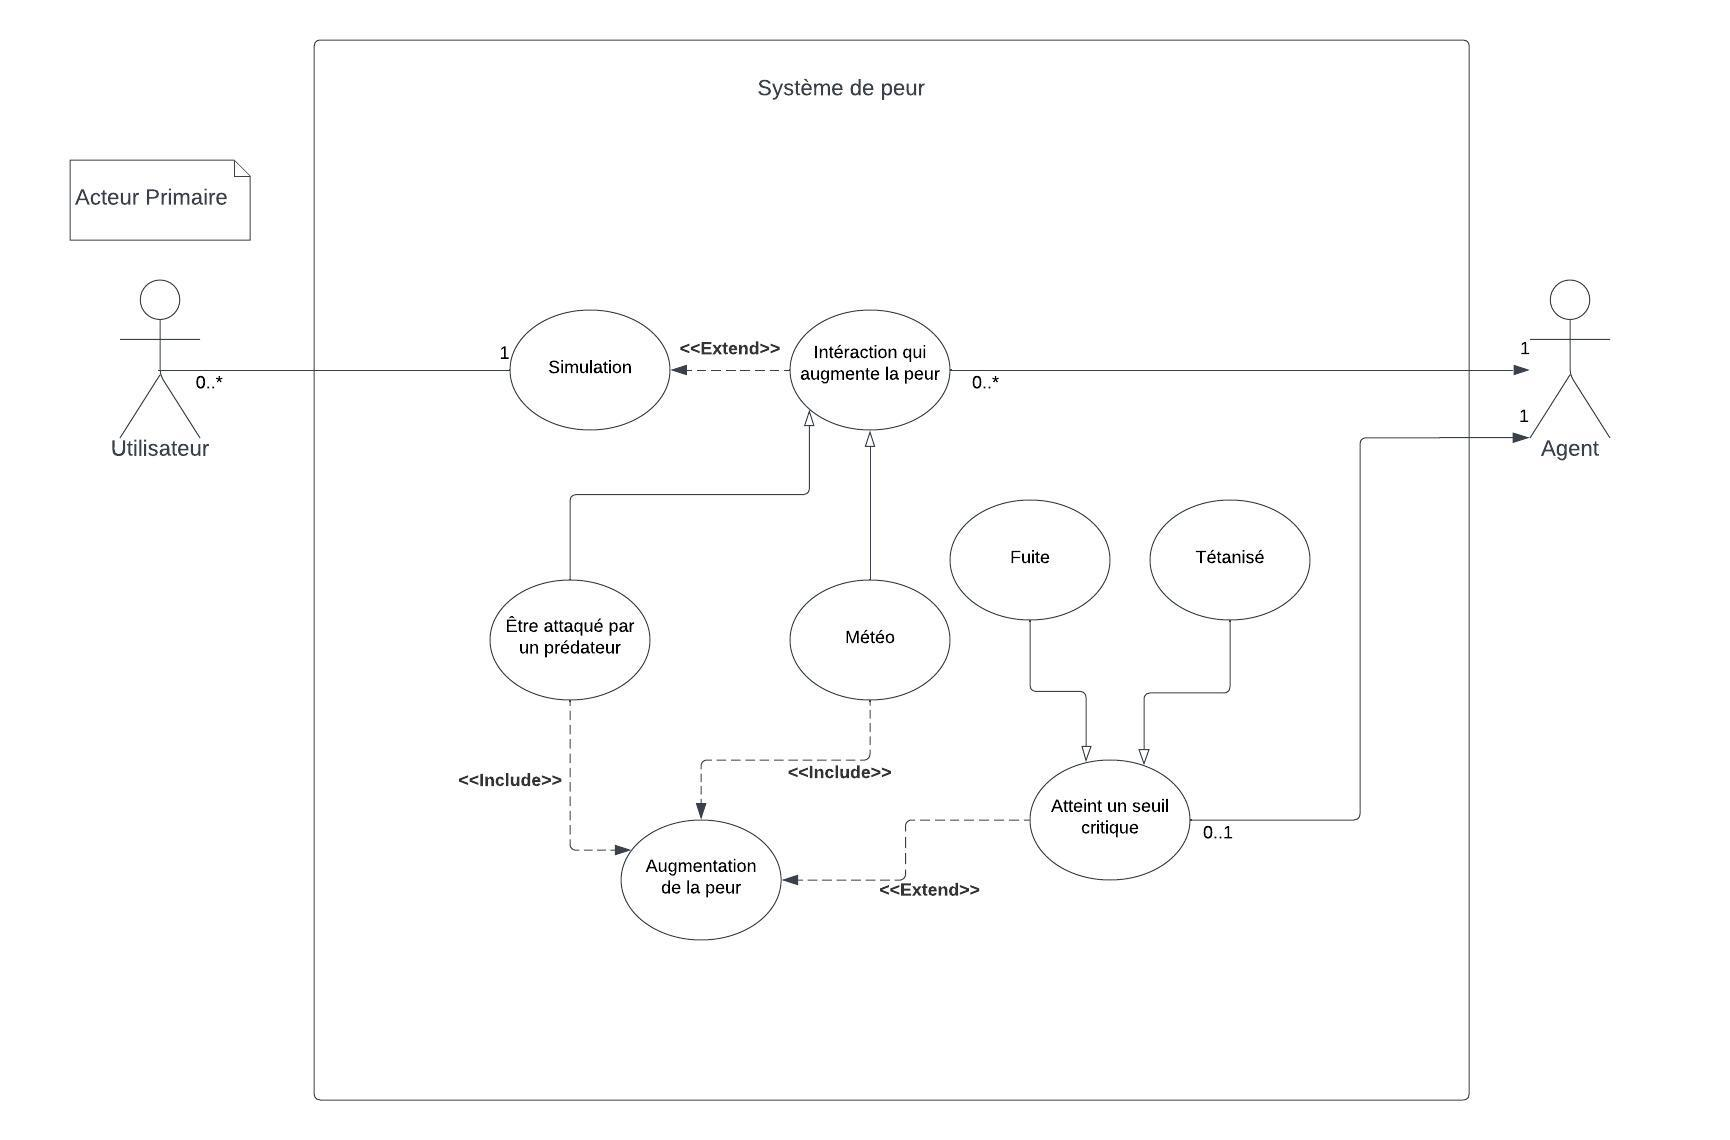 Système de peur
Acteur Primaire
Utilisateur
0..*
1
Simulation
<<Extend>>
Intéraction qui
augmente la peur
0..*
1
1
Agent
Être attaqué par
un prédateur
Météo
Fuite
Tétanisé
<<Include>>
<<Include>>
Augmentation
de la peur
<<Extend>>
Atteint un seuil
critique
0..1